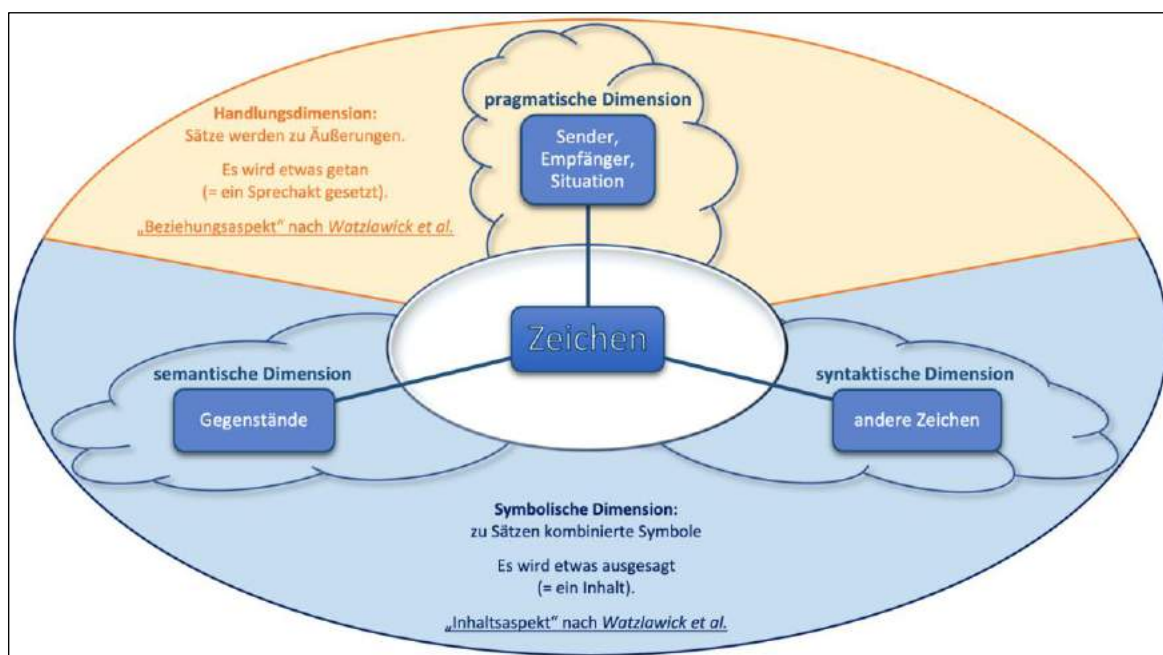 pragmatische Dimension
Sender,
Empfänger,
Situation
Handlungsdimension:
Sätze werden zu Äußerungen.
Es wird etwas getan
(= ein Sprechakt gesetzt).
„Beziehungsaspekt“ nach Watzlawick et al.
Zeichen
semantische Dimension
Gegenstände
syntaktische Dimension
andere Zeichen
Symbolische Dimension:
zu Sätzen kombinierte Symbole
Es wird etwas ausgesagt
(= ein Inhalt).
„Inhaltsaspekt“ nach Watzlawick et al.